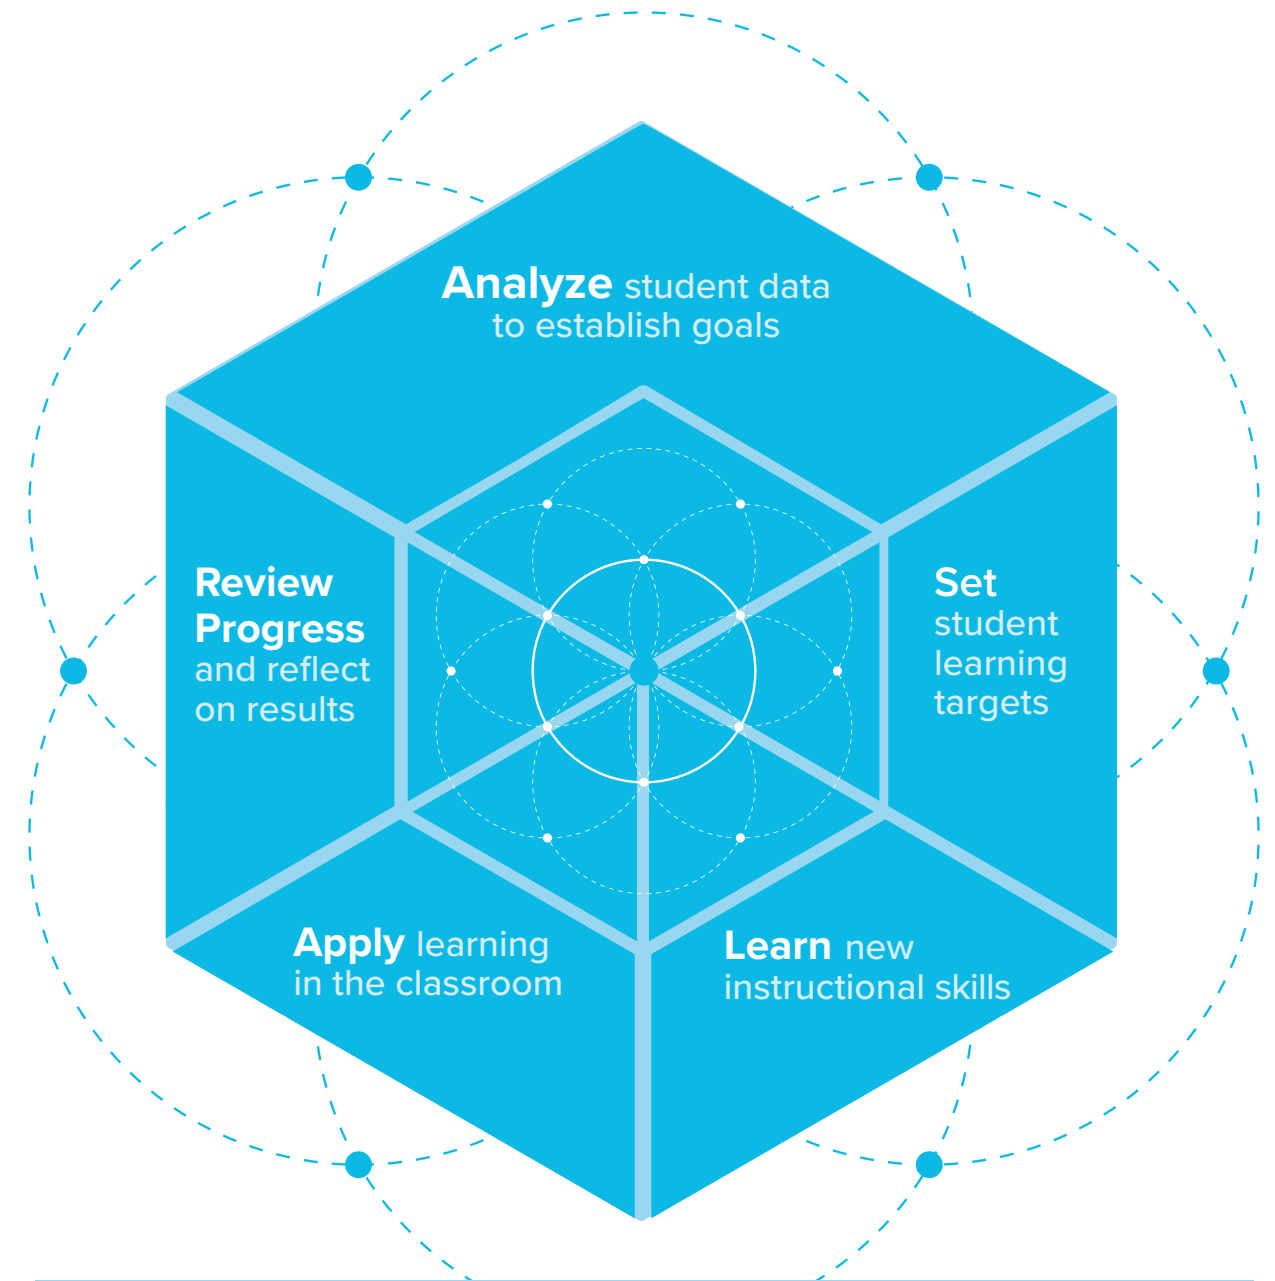 Analyze student data
to establish goals
Set
student
learning
targets
Learn new
instructional skills
Apply learning
in the classroom
Review
Progress
and reflect
on results